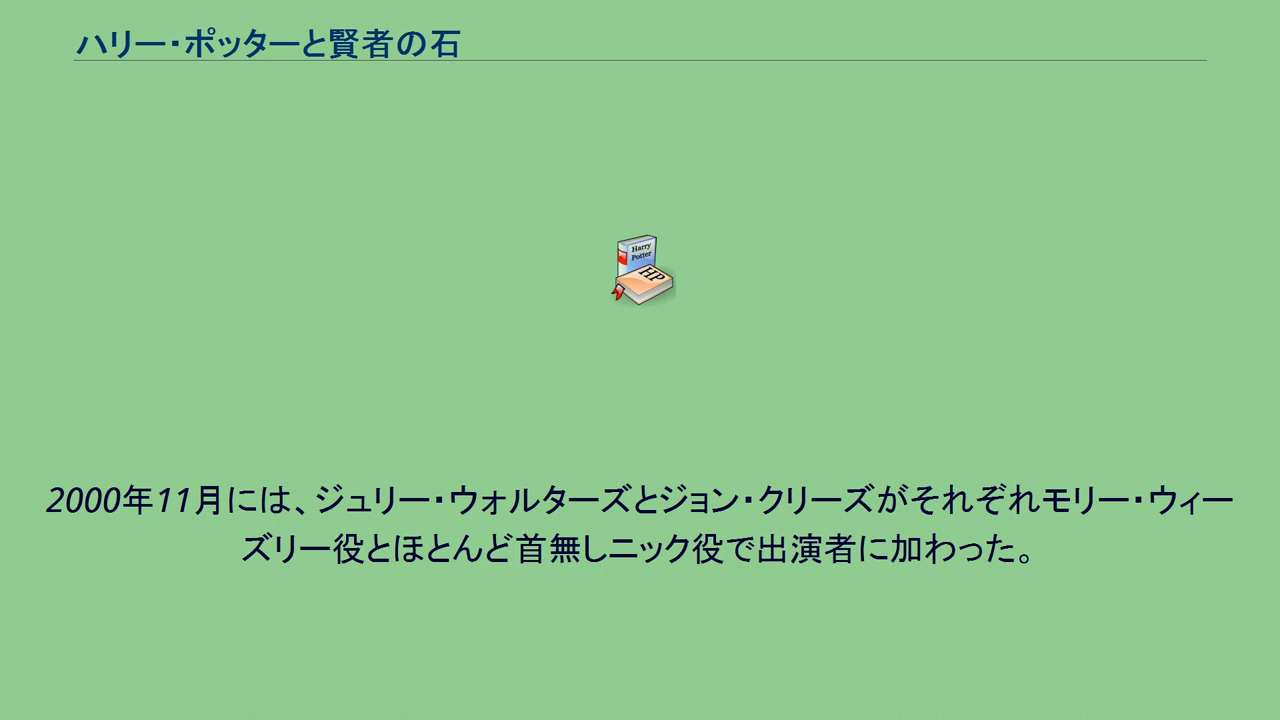 ハリー・ポッターと賢者の石
Harry
Potter
HP
2000年11月には、ジュリー・ウォルターズとジョン・クリーズがそれぞれモリー・ウィー
ズリー役とほとんど首無しニック役で出演者に加わった。